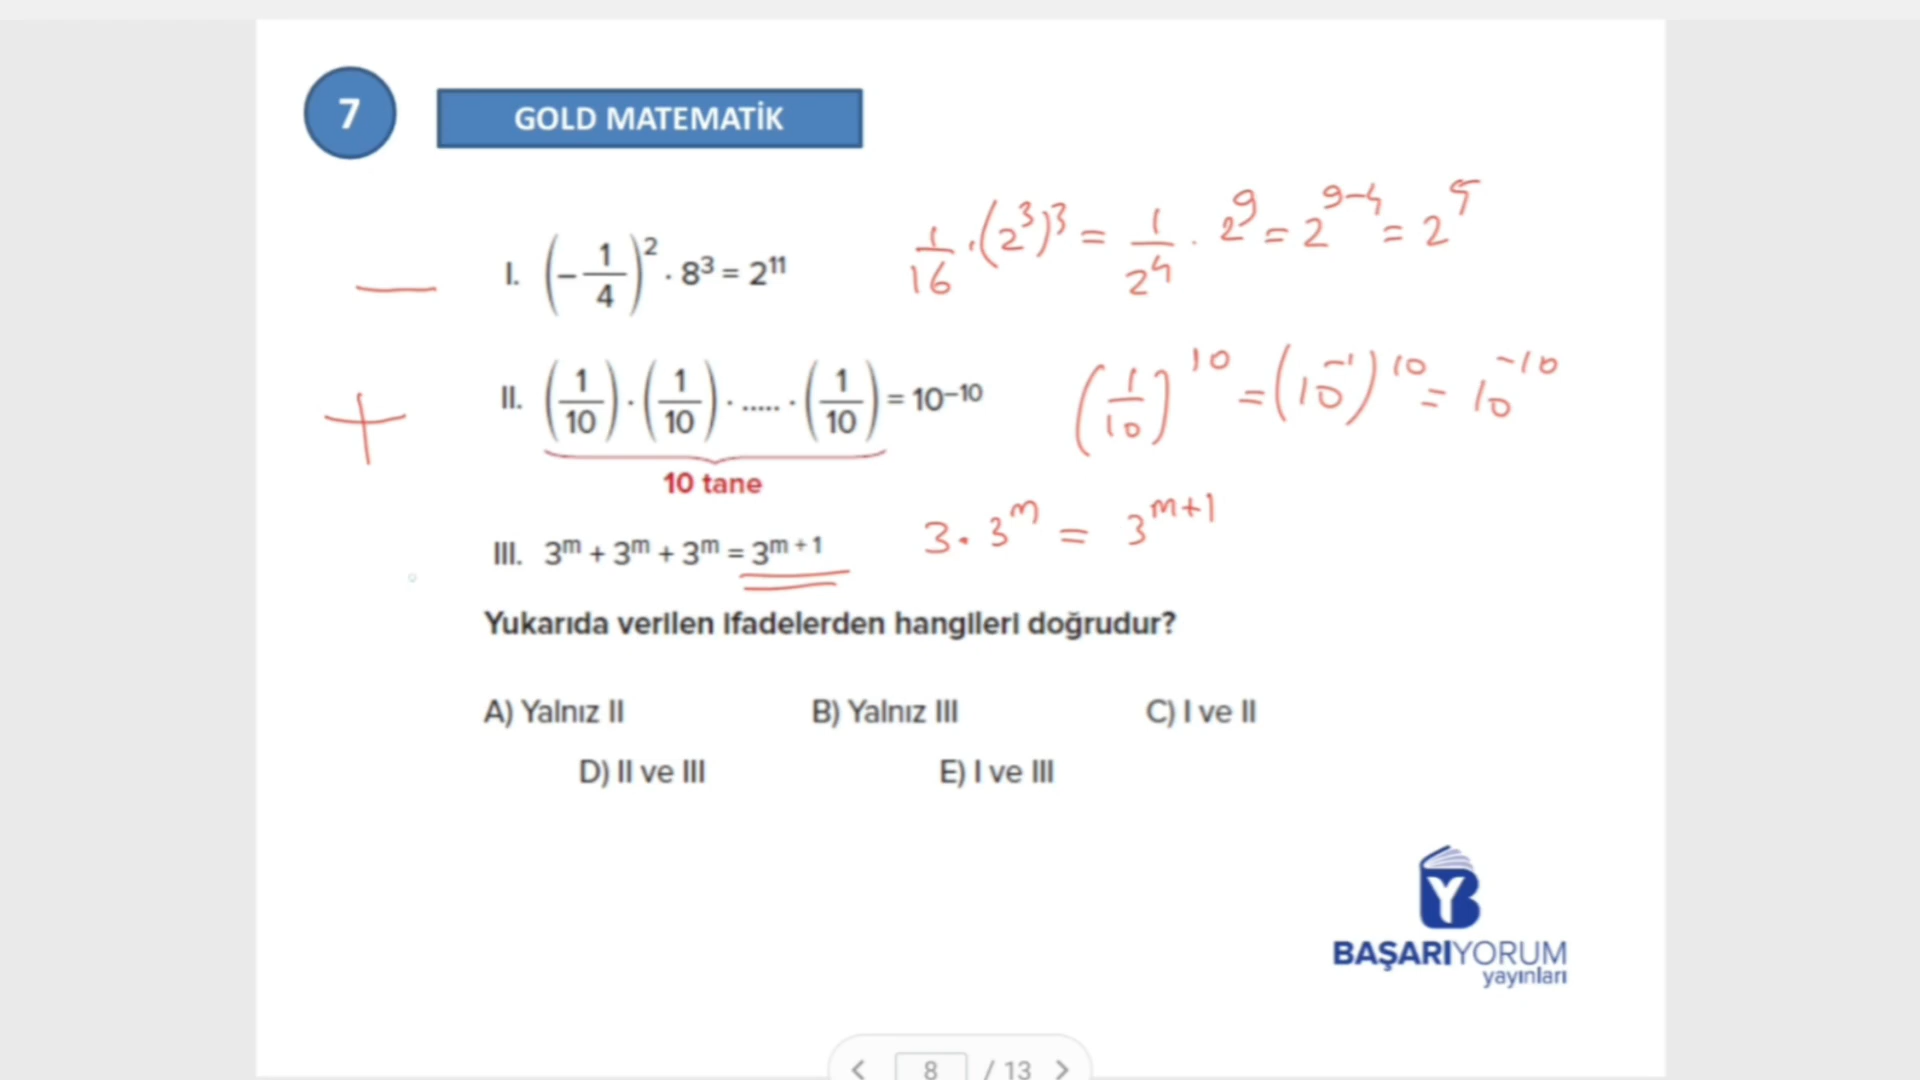 7
GOLD MATEMATİK
I. (-1/4)² · 8³ = 2¹¹
1/16 · (2³)³ = 1/2⁴ · 2⁹ = 2⁹⁻⁴ = 2⁵
II. (1/10) · (1/10) · ..... · (1/10) = 10⁻¹⁰
10 tane
(1/10)¹⁰ = (10⁻¹)¹⁰ = 10⁻¹⁰
III. 3ᵐ + 3ᵐ + 3ᵐ = 3ᵐ⁺¹
3 · 3ᵐ = 3ᵐ⁺¹
Yukarıda verilen ifadelerden hangileri doğrudur?
A) Yalnız II B) Yalnız III C) I ve II
D) II ve III E) I ve III
BAŞARIYORUM
yayınları
8 / 13